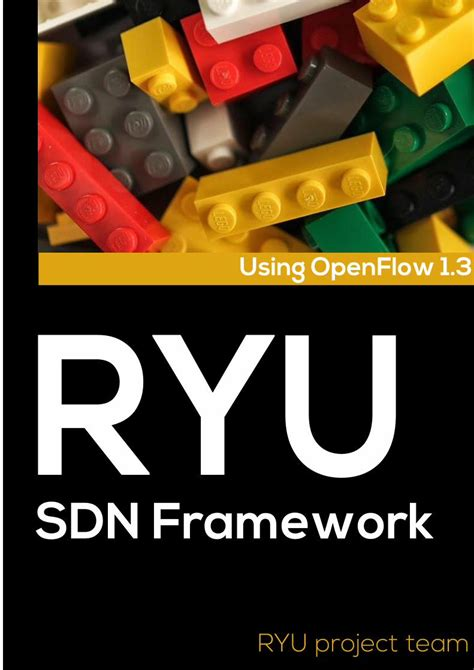 Using OpenFlow 1.3
RYU
SDN Framework
RYU project team